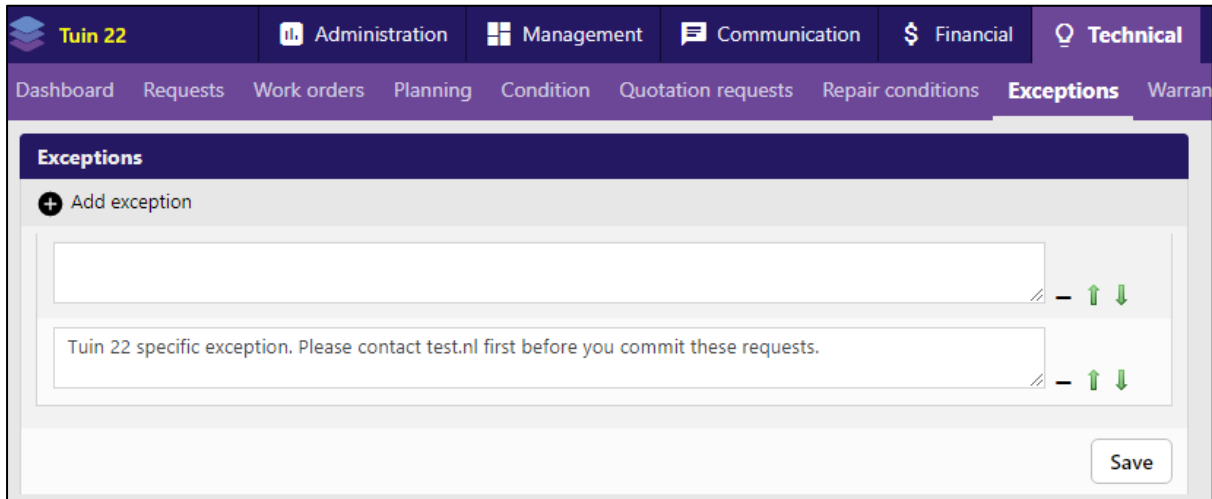 Tuin 22 Administration Management Communication $ Financial Technical
Dashboard Requests Work orders Planning Condition Quotation requests Repair conditions Exceptions Warran
Exceptions
Add exception
Tuin 22 specific exception. Please contact test.nl first before you commit these requests.
Save